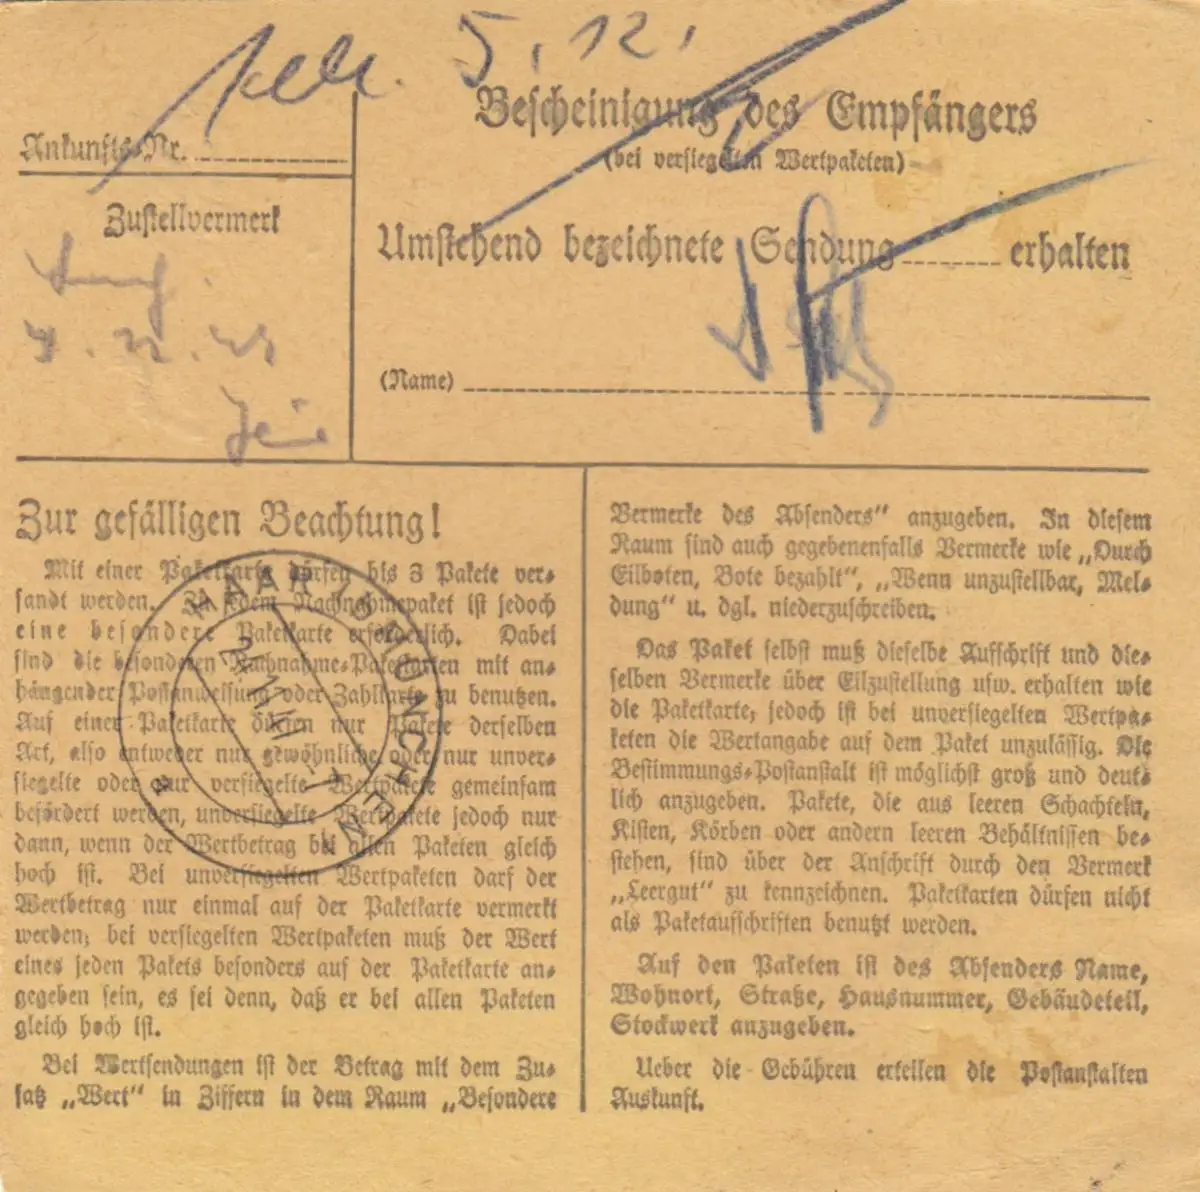 5. 12.
Ankunfts-Nr.
Zustellvermerk
Bescheinigung des Empfängers
(bei versiegelten Wertpaketen)
Umstehend bezeichnete Sendung erhalten
(Name)
Zur gefälligen Beachtung!
Mit einer Paketkarte dürfen bis 3 Pakete ver-
sandt werden. Zu jedem Nachnahmepaket ist jedoch
eine besondere Paketkarte erforderlich. Dabei
sind die besonderen Nachnahme-Paketkarten mit an-
hängender Postanweisung oder Zahlkarte zu benutzen.
Auf einer Paketkarte dürfen nur Pakete derselben
Art, also entweder nur gewöhnliche oder nur unver-
siegelte oder nur versiegelte Wertpakete gemeinsam
befördert werden, unversiegelte Wertpakete jedoch nur
dann, wenn der Wertbetrag bei allen Paketen gleich
hoch ist. Bei unversiegelten Wertpaketen darf der
Wertbetrag nur einmal auf der Paketkarte vermerkt
werden; bei versiegelten Wertpaketen muß der Wert
eines jeden Pakets besonders auf der Paketkarte an-
gegeben sein, es sei denn, daß er bei allen Paketen
gleich hoch ist.
Bei Wertsendungen ist der Betrag mit dem Zu-
satz „Wert" in Ziffern in dem Raum „Besondere
Vermerke des Absenders" anzugeben. In diesem
Raum sind auch gegebenenfalls Vermerke wie „Durch
Eilboten, Bote bezahlt", „Wenn unzustellbar, Mel-
dung" u. dgl. niederzuschreiben.
Das Paket selbst muß dieselbe Aufschrift und die-
selben Vermerke über Eilzustellung usw. erhalten wie
die Paketkarte, jedoch ist bei unversiegelten Wertpa-
keten die Wertangabe auf dem Paket unzulässig. Die
Bestimmungs-Postanstalt ist möglichst groß und deut-
lich anzugeben. Pakete, die aus leeren Schachteln,
Kisten, Körben oder andern leeren Behältnissen be-
stehen, sind über der Anschrift durch den Vermerk
„Leergut" zu kennzeichnen. Paketkarten dürfen nicht
als Paketaufschriften benutzt werden.
Auf den Paketen ist des Absenders Name,
Wohnort, Straße, Hausnummer, Gebäudeteil,
Stockwerk anzugeben.
Ueber die Gebühren erteilen die Postanstalten
Auskunft.
HAAR (b MÜNCHEN)